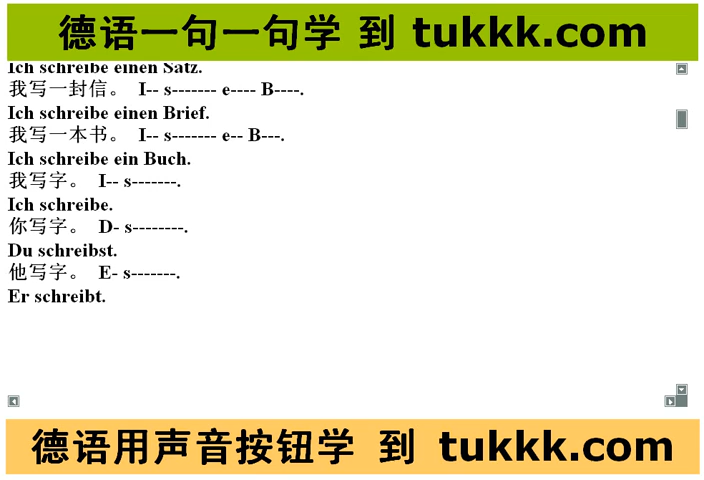 德语一句一句学 到 tukkk.com
Ich schreibe einen Satz.
我写一封信。 I-- s------- e---- B----.
Ich schreibe einen Brief.
我写一本书。 I-- s------- e-- B---.
Ich schreibe ein Buch.
我写字。 I-- s-------.
Ich schreibe.
你写字。 D- s--------.
Du schreibst.
他写字。 E- s-------.
Er schreibt.
德语用声音按钮学 到 tukkk.com